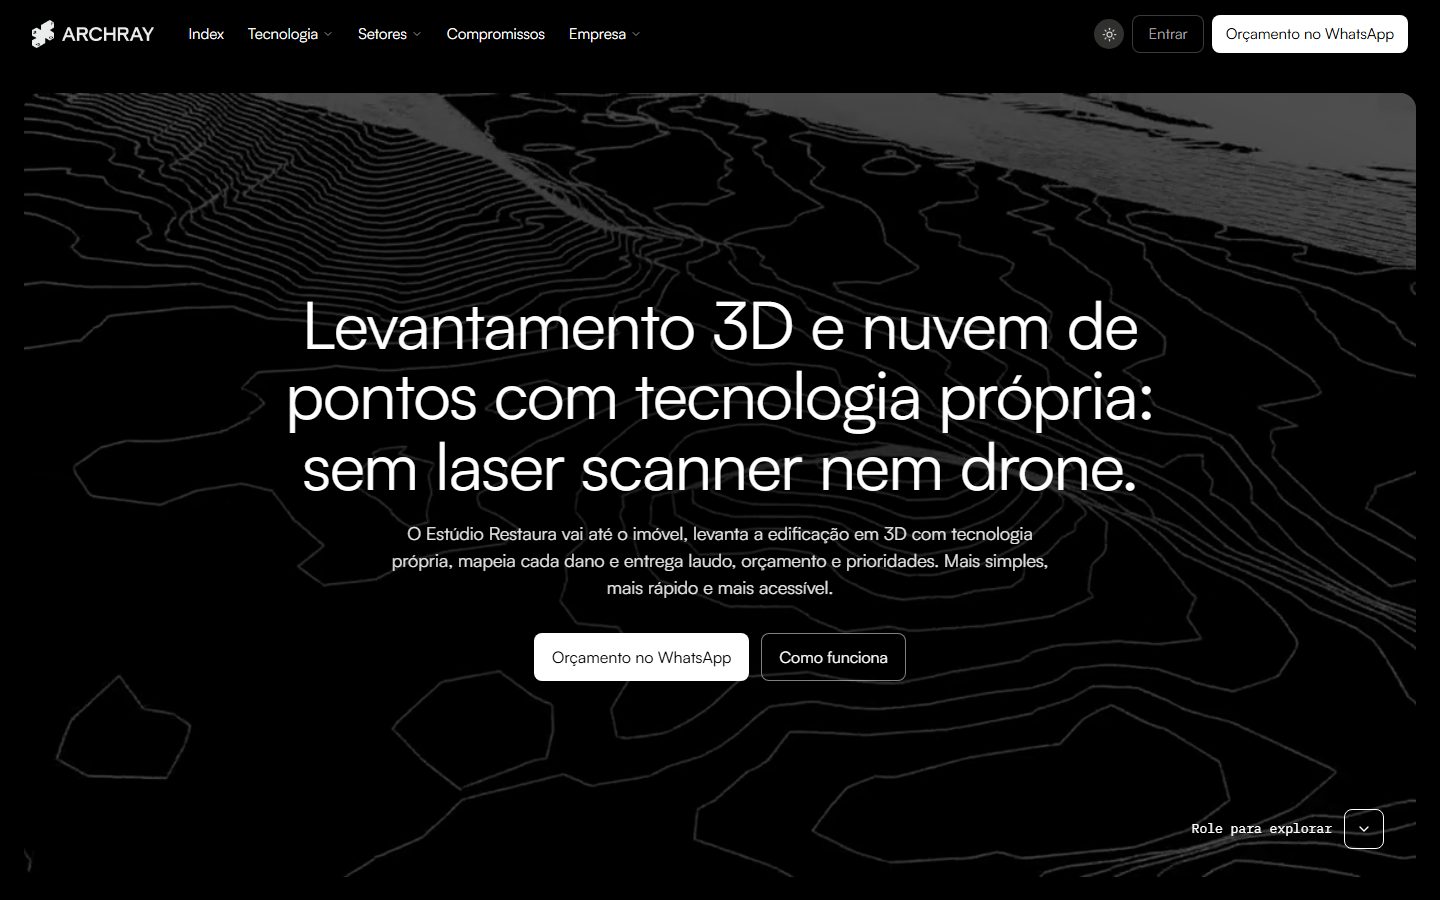 ARCHRAY
Index
Tecnologia
Setores
Compromissos
Empresa
Entrar
Orçamento no WhatsApp
Levantamento 3D e nuvem de
pontos com tecnologia própria:
sem laser scanner nem drone.
O Estúdio Restaura vai até o imóvel, levanta a edificação em 3D com tecnologia
própria, mapeia cada dano e entrega laudo, orçamento e prioridades. Mais simples,
mais rápido e mais acessível.
Orçamento no WhatsApp
Como funciona
Role para explorar